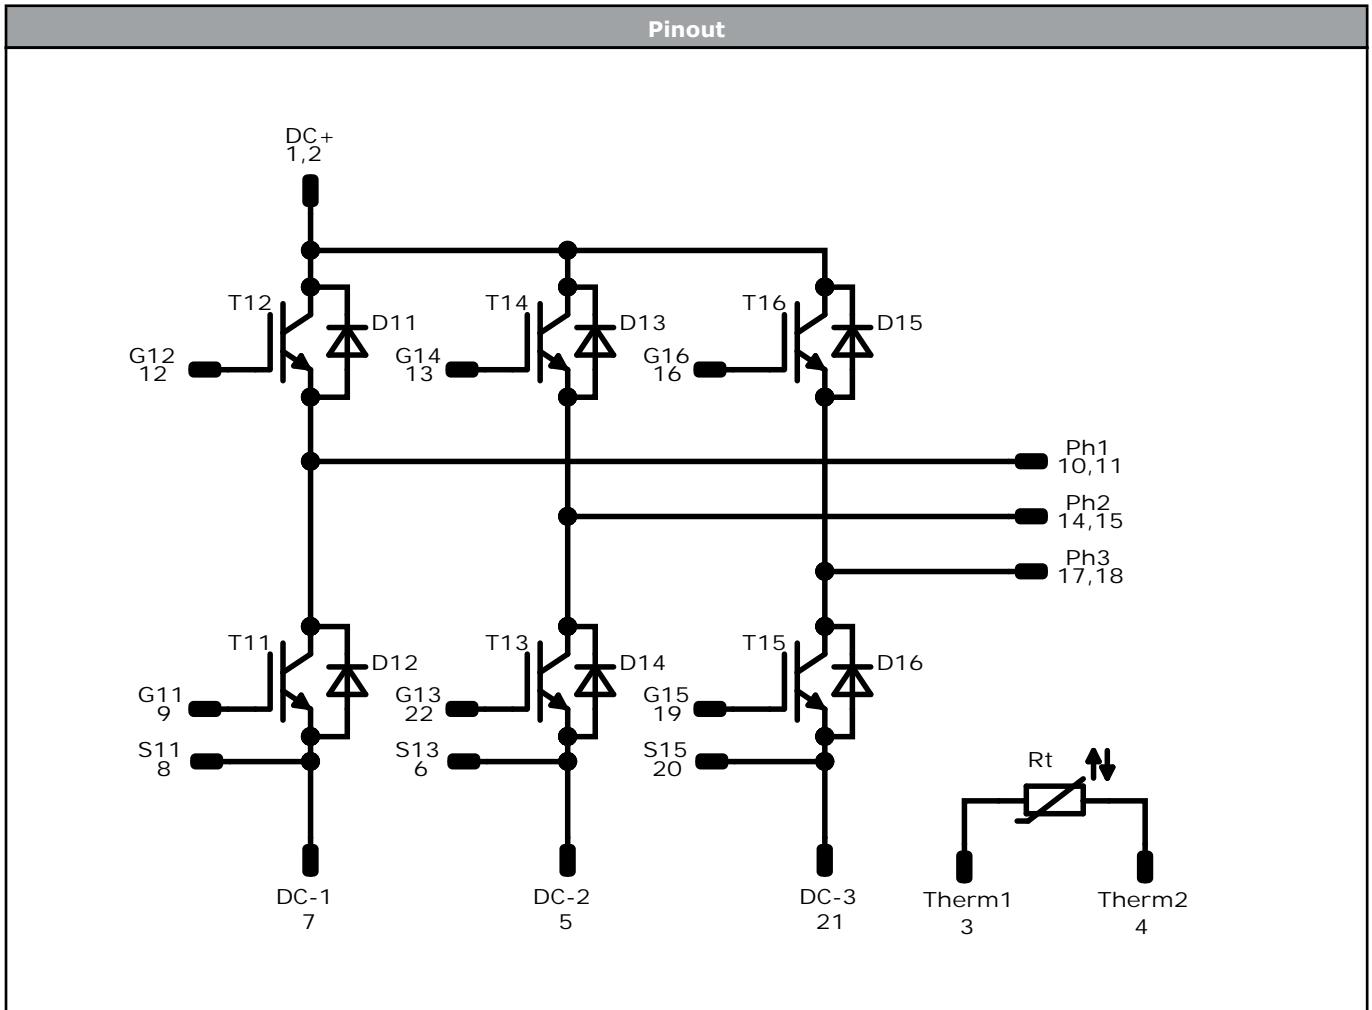 Pinout
DC+
1,2
T12
D11
T14
D13
T16
D15
G12
12
G14
13
G16
16
Ph1
10,11
Ph2
14,15
Ph3
17,18
T11
D12
T13
D14
T15
D16
G11
9
G13
22
G15
19
S11
8
S13
6
S15
20
Rt
DC-1
7
DC-2
5
DC-3
21
Therm1
3
Therm2
4